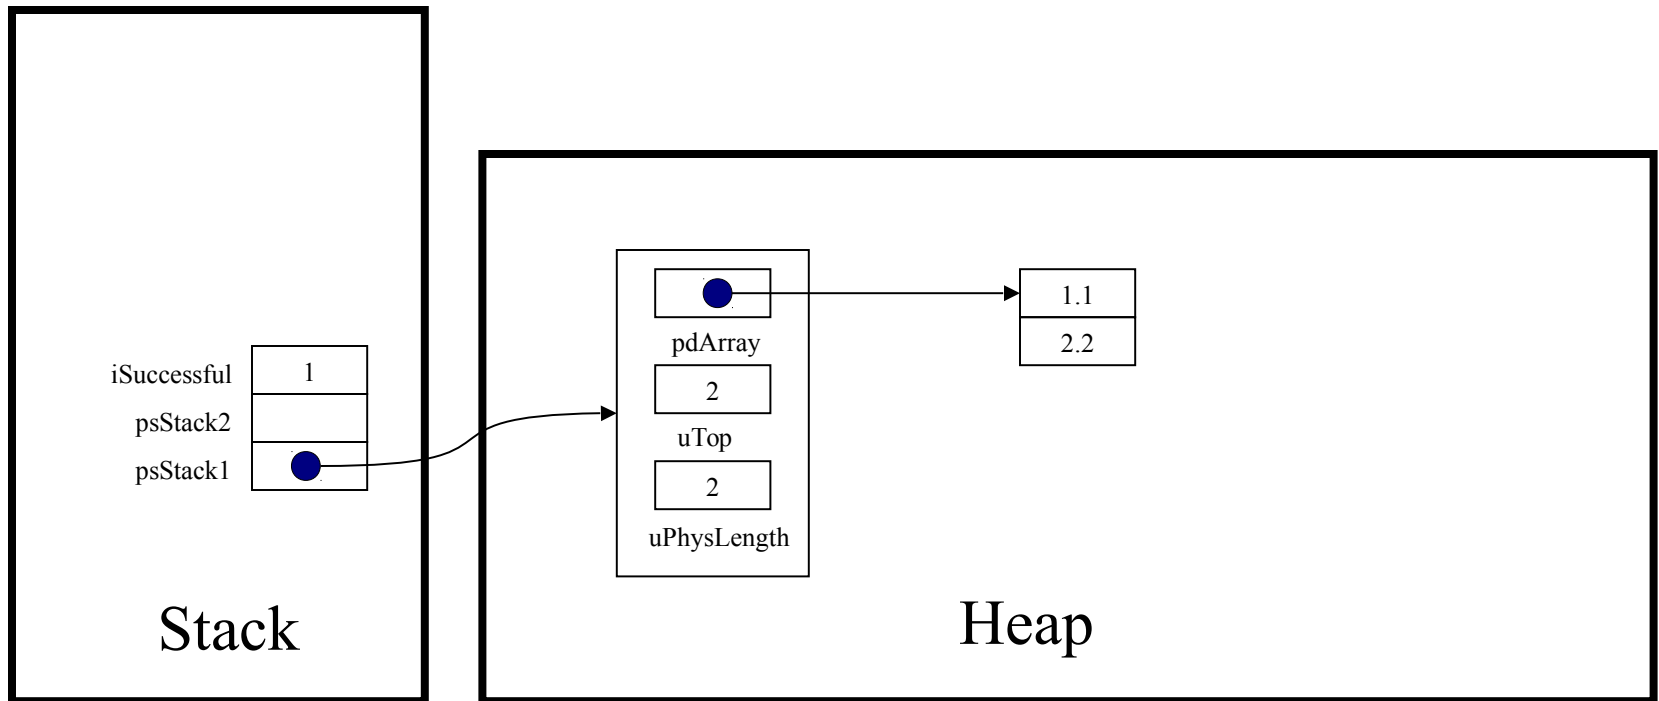 iSuccessful 1
psStack2
psStack1
Stack
pdArray
2
uTop
2
uPhysLength
1.1
2.2
Heap